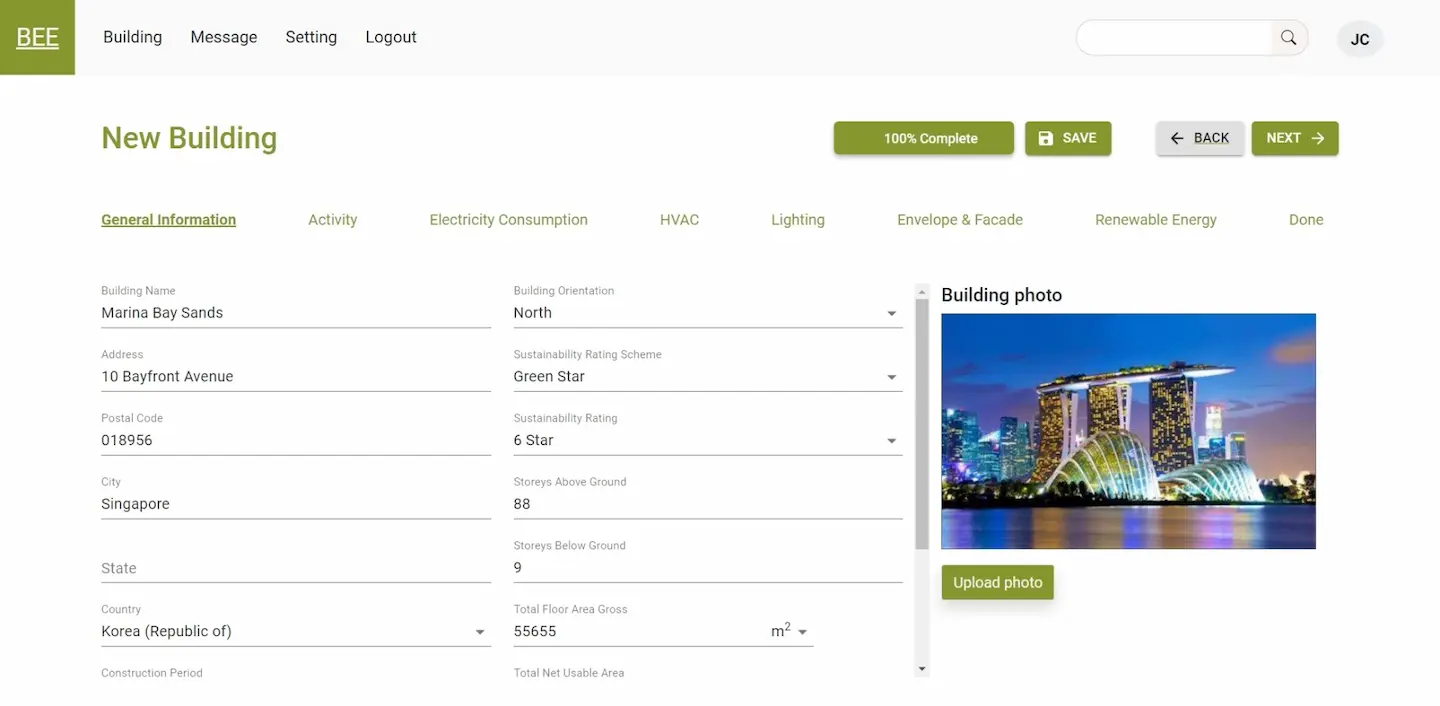 BEE
Building Message Setting Logout
JC
New Building
100% Complete
SAVE
BACK
NEXT
General Information Activity Electricity Consumption HVAC Lighting Envelope & Facade Renewable Energy Done
Building Name
Marina Bay Sands
Address
10 Bayfront Avenue
Postal Code
018956
City
Singapore
State
Country
Korea (Republic of)
Construction Period
Building Orientation
North
Sustainability Rating Scheme
Green Star
Sustainability Rating
6 Star
Storeys Above Ground
88
Storeys Below Ground
9
Total Floor Area Gross
55655 m²
Total Net Usable Area
Building photo
Upload photo